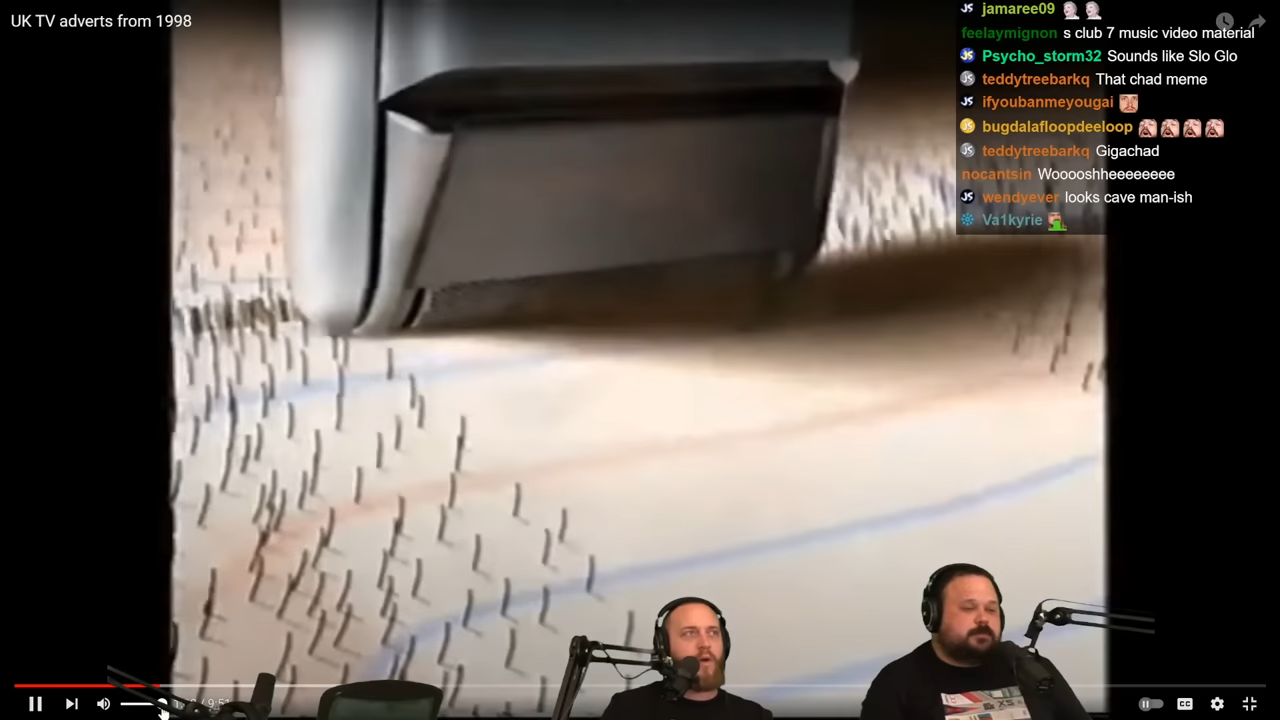 UK TV adverts from 1998
jamaree09
feelaymignon s club 7 music video material
Psycho_storm32 Sounds like Slo Glo
teddytreebarkq That chad meme
ifyoubanmeyougai
bugdalafloopdeeloop
teddytreebarkq Gigachad
nocantsin Wooooshheeeeeeee
wendyever looks cave man-ish
Va1kyrie